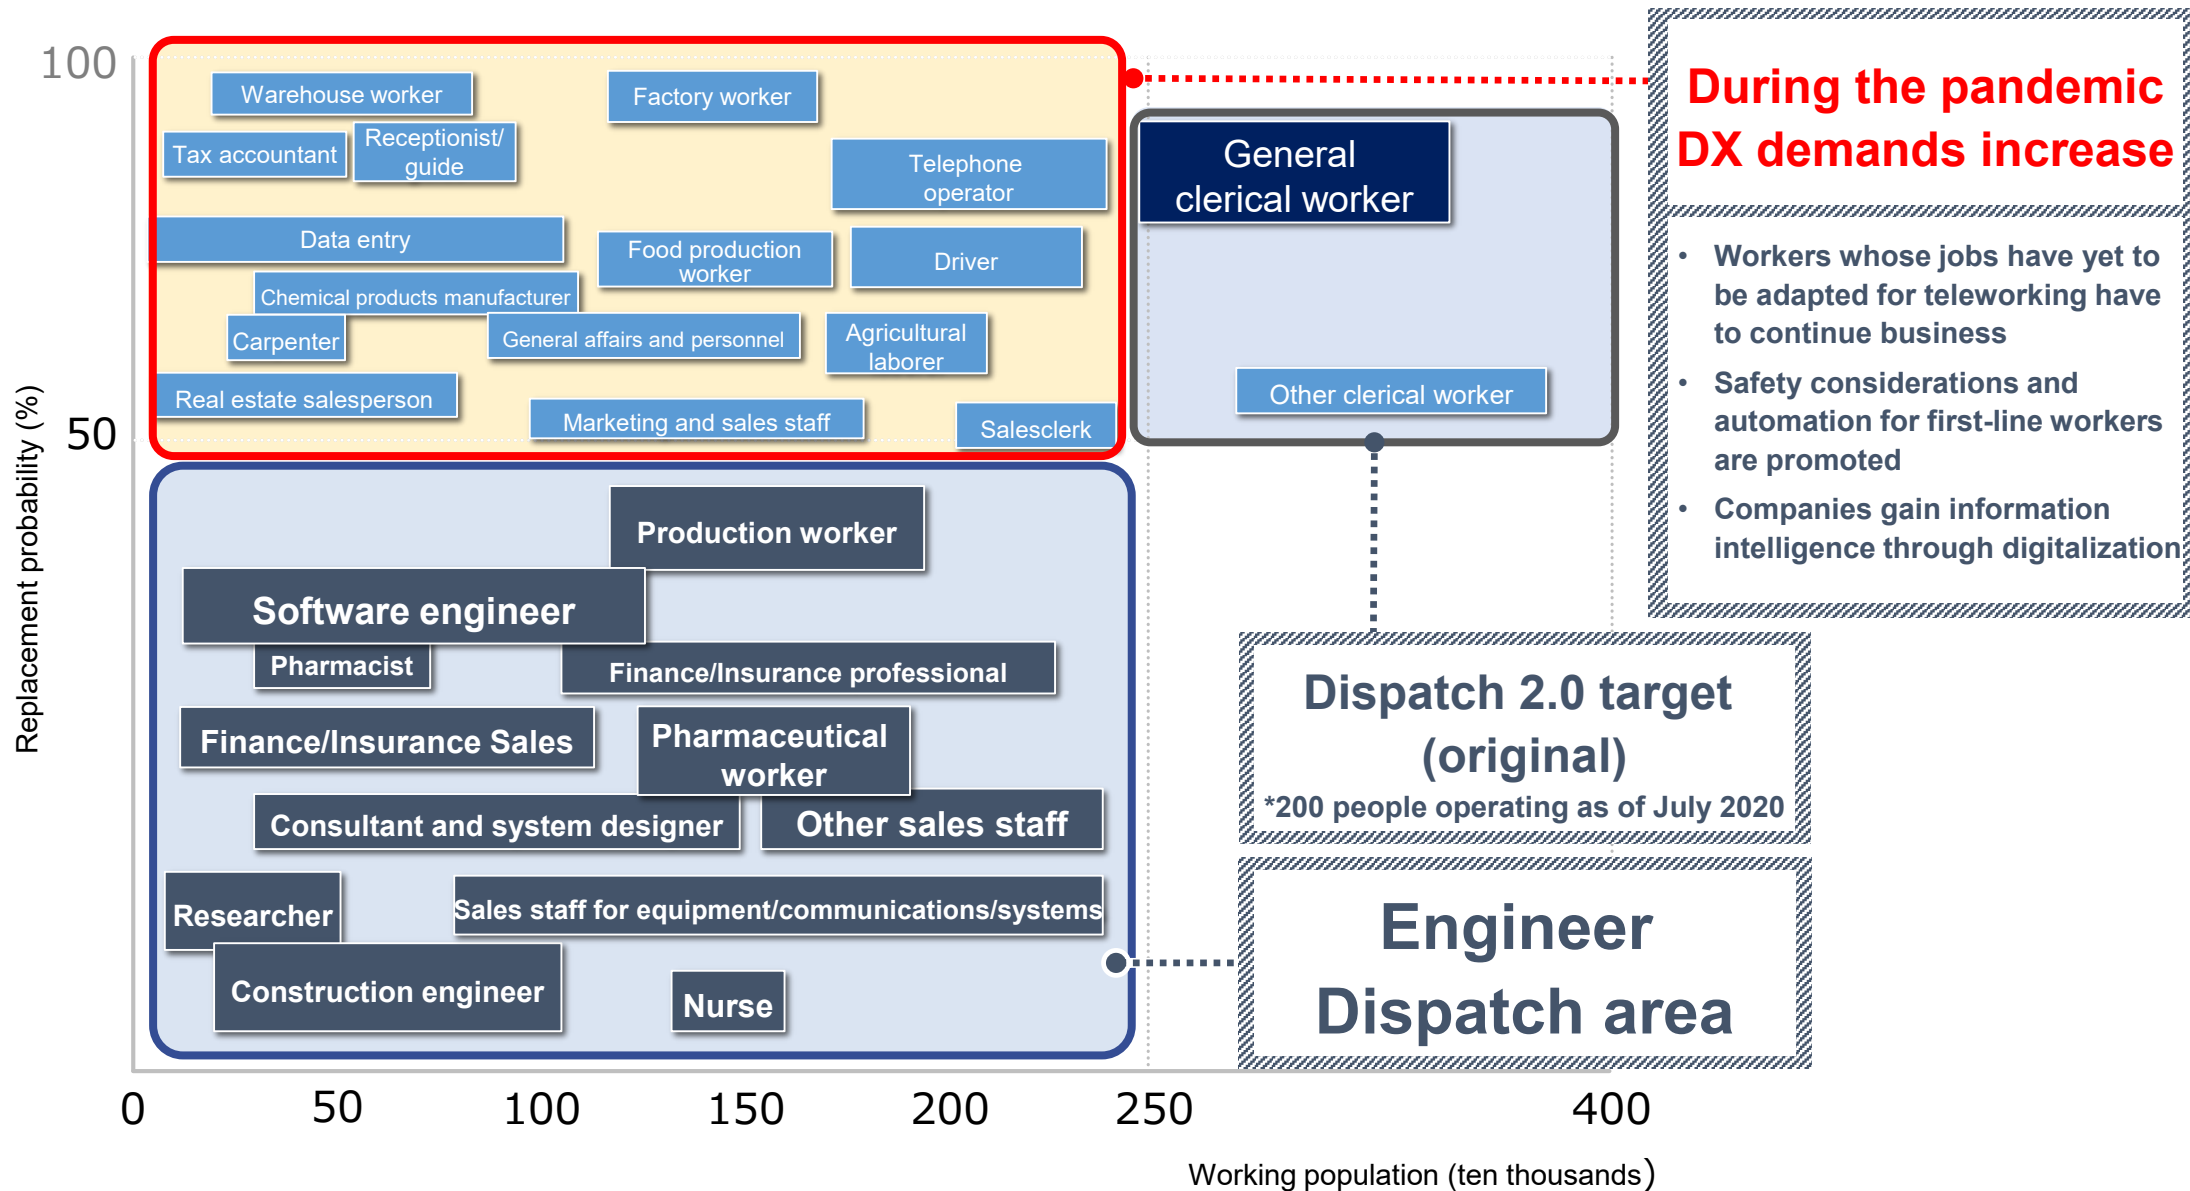 100
50
Replacement probability (%)
Warehouse worker
Factory worker
Tax accountant
Receptionist/
guide
Telephone
operator
Data entry
Food production
worker
Driver
Chemical products manufacturer
Carpenter
General affairs and personnel
Agricultural
laborer
Real estate salesperson
Marketing and sales staff
Salesclerk
General
clerical worker
Other clerical worker
During the pandemic
DX demands increase
• Workers whose jobs have yet to
be adapted for teleworking have
to continue business
• Safety considerations and
automation for first-line workers
are promoted
• Companies gain information
intelligence through digitalization
Production worker
Software engineer
Pharmacist
Finance/Insurance professional
Finance/Insurance Sales
Pharmaceutical
worker
Consultant and system designer
Other sales staff
Researcher
Sales staff for equipment/communications/systems
Construction engineer
Nurse
Dispatch 2.0 target
(original)
*200 people operating as of July 2020
Engineer
Dispatch area
0
50
100
150
200
250
400
Working population (ten thousands)